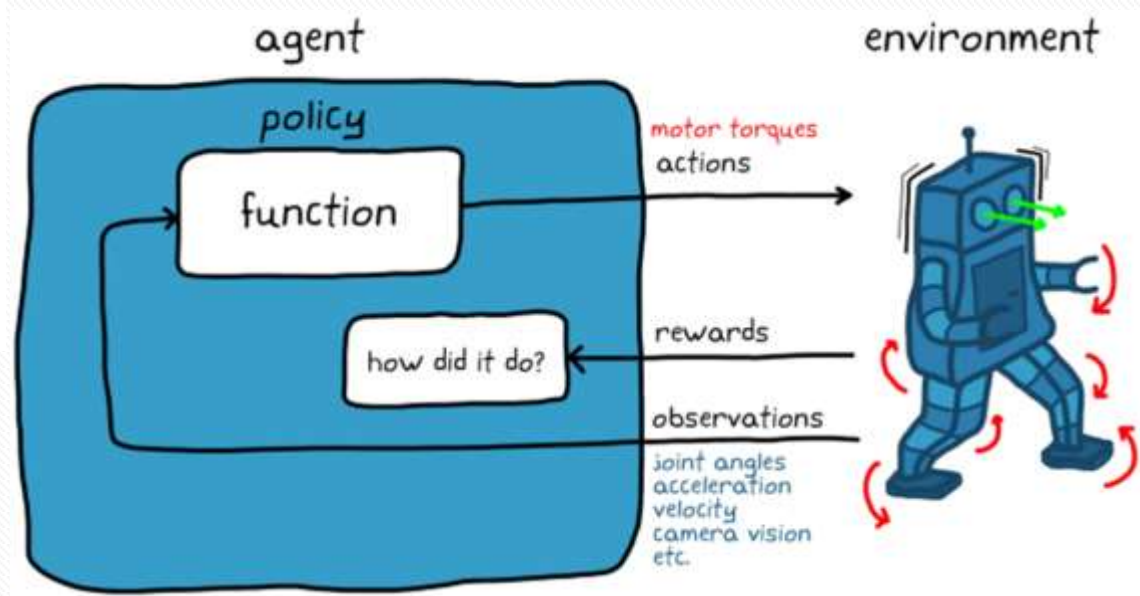 agent
environment
policy
function
motor torques
actions
how did it do?
rewards
observations
joint angles
acceleration
velocity
camera vision
etc.